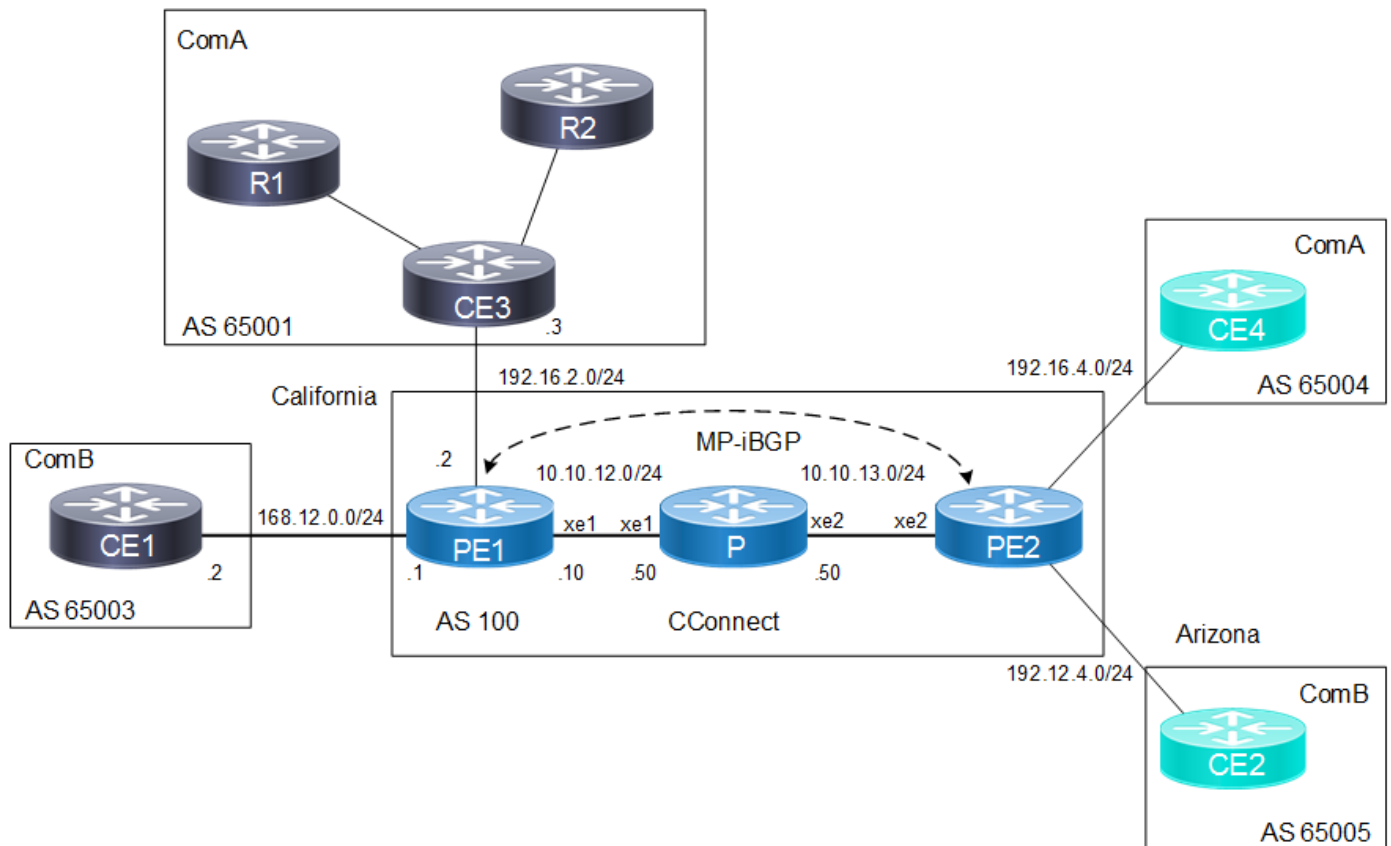 ComA
R2
R1
CE3
AS 65001
.3
192.16.2.0/24
California
ComA
CE4
192.16.4.0/24
AS 65004
ComB
CE1
.2
AS 65003
168.12.0.0/24
.2
MP-iBGP
10.10.12.0/24
10.10.13.0/24
xe1
xe1
xe2
xe2
PE1
P
PE2
.1
.10
.50
.50
AS 100
CConnect
Arizona
192.12.4.0/24
ComB
CE2
AS 65005